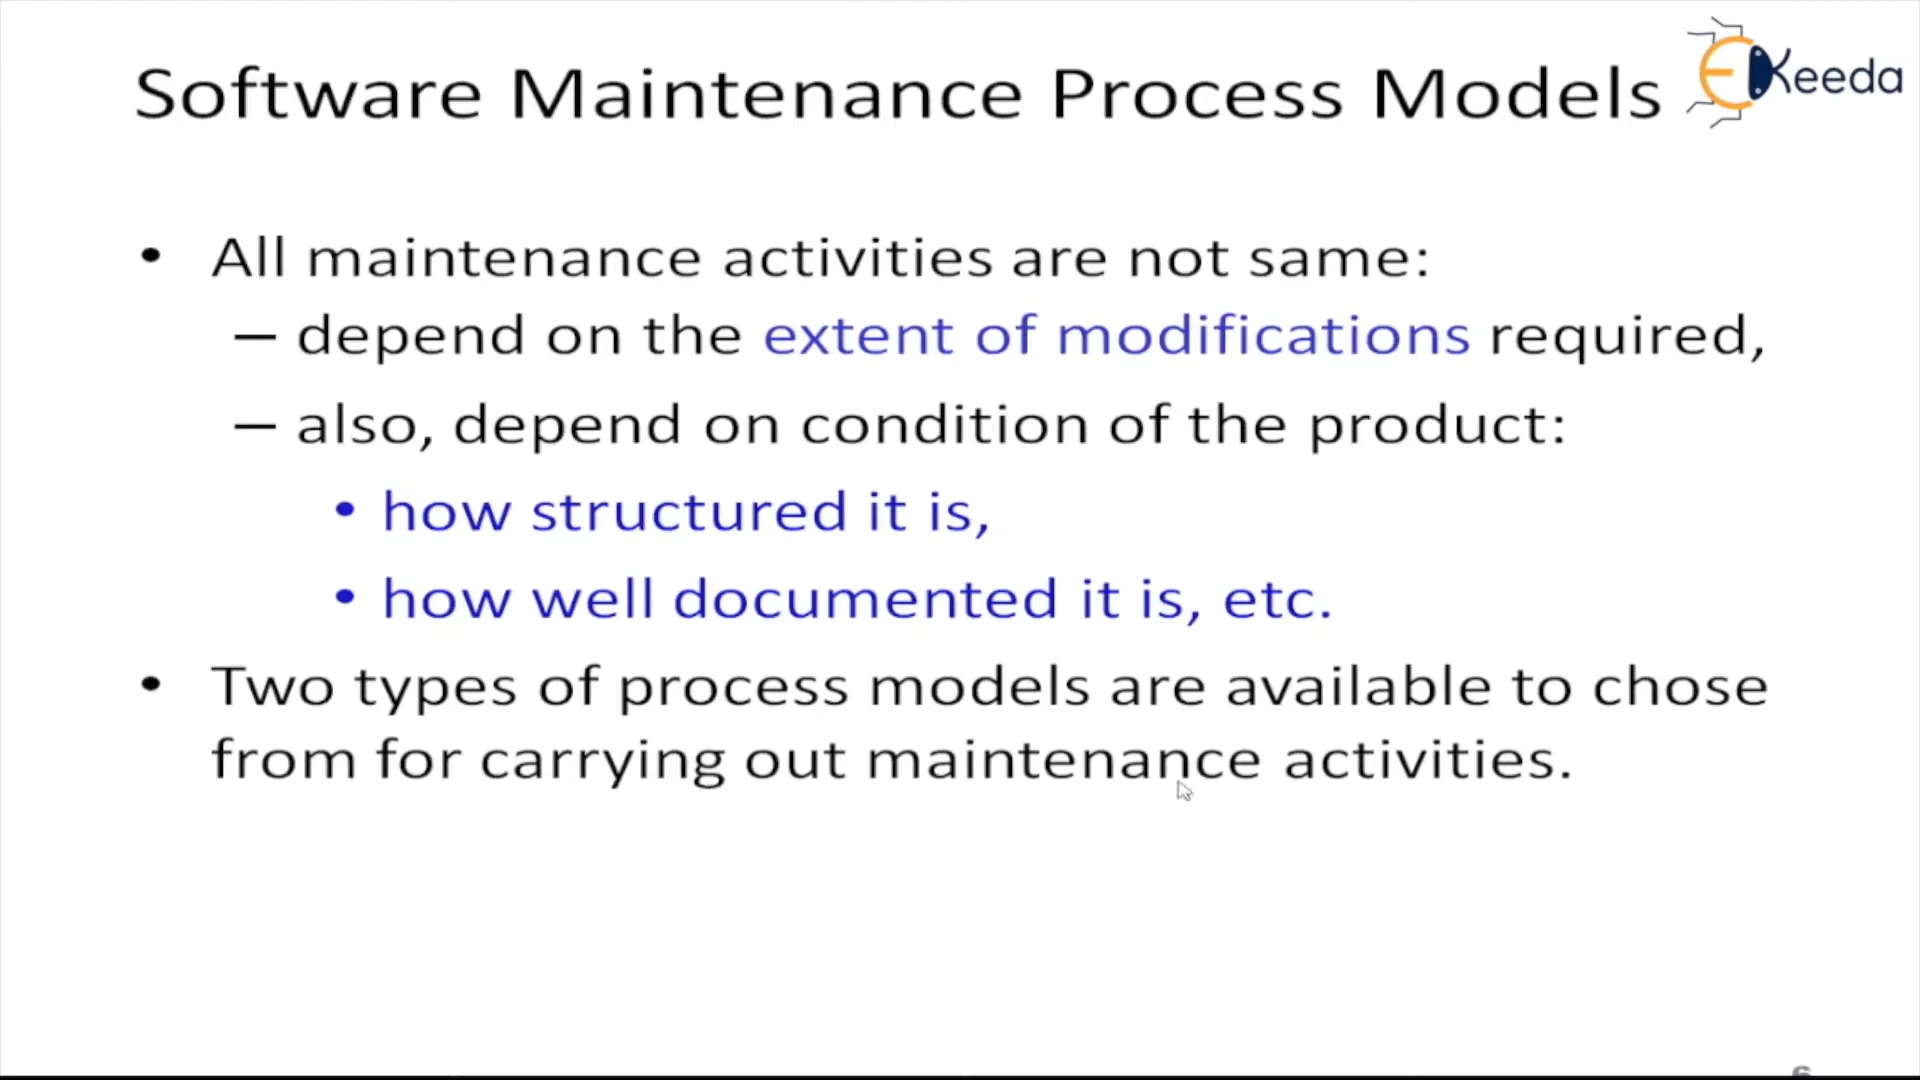 Software Maintenance Process Models
EKeeda
• All maintenance activities are not same:
– depend on the extent of modifications required,
– also, depend on condition of the product:
• how structured it is,
• how well documented it is, etc.
• Two types of process models are available to chose
from for carrying out maintenance activities.